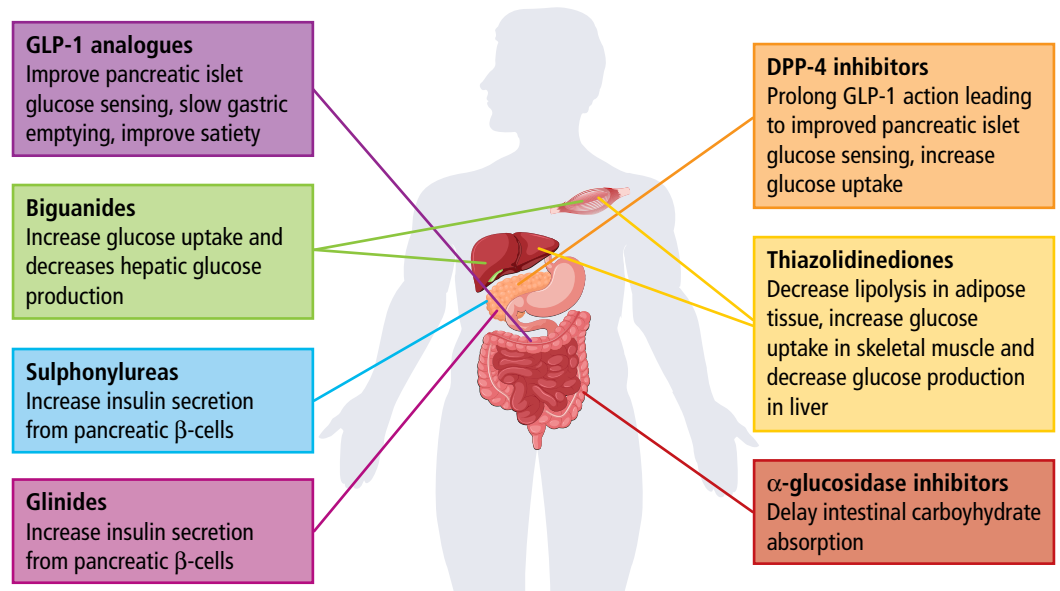 GLP-1 analogues
Improve pancreatic islet
glucose sensing, slow gastric
emptying, improve satiety
Biguanides
Increase glucose uptake and
decreases hepatic glucose
production
Sulphonylureas
Increase insulin secretion
from pancreatic β-cells
Glinides
Increase insulin secretion
from pancreatic β-cells
DPP-4 inhibitors
Prolong GLP-1 action leading
to improved pancreatic islet
glucose sensing, increase
glucose uptake
Thiazolidinediones
Decrease lipolysis in adipose
tissue, increase glucose
uptake in skeletal muscle and
decrease glucose production
in liver
α-glucosidase inhibitors
Delay intestinal carboyhydrate
absorption